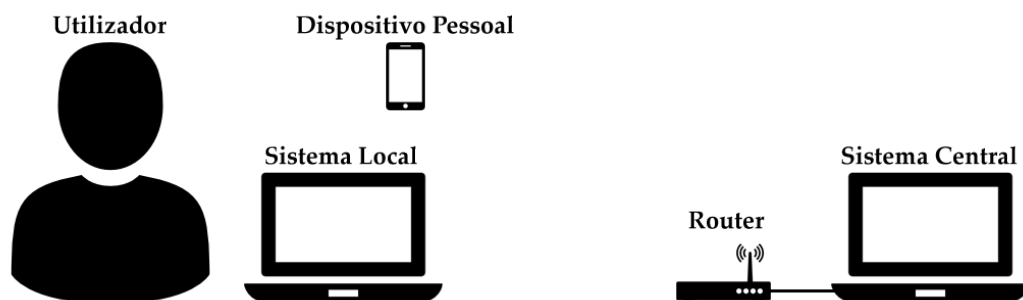 Utilizador
Dispositivo Pessoal
Sistema Local
Sistema Central
Router